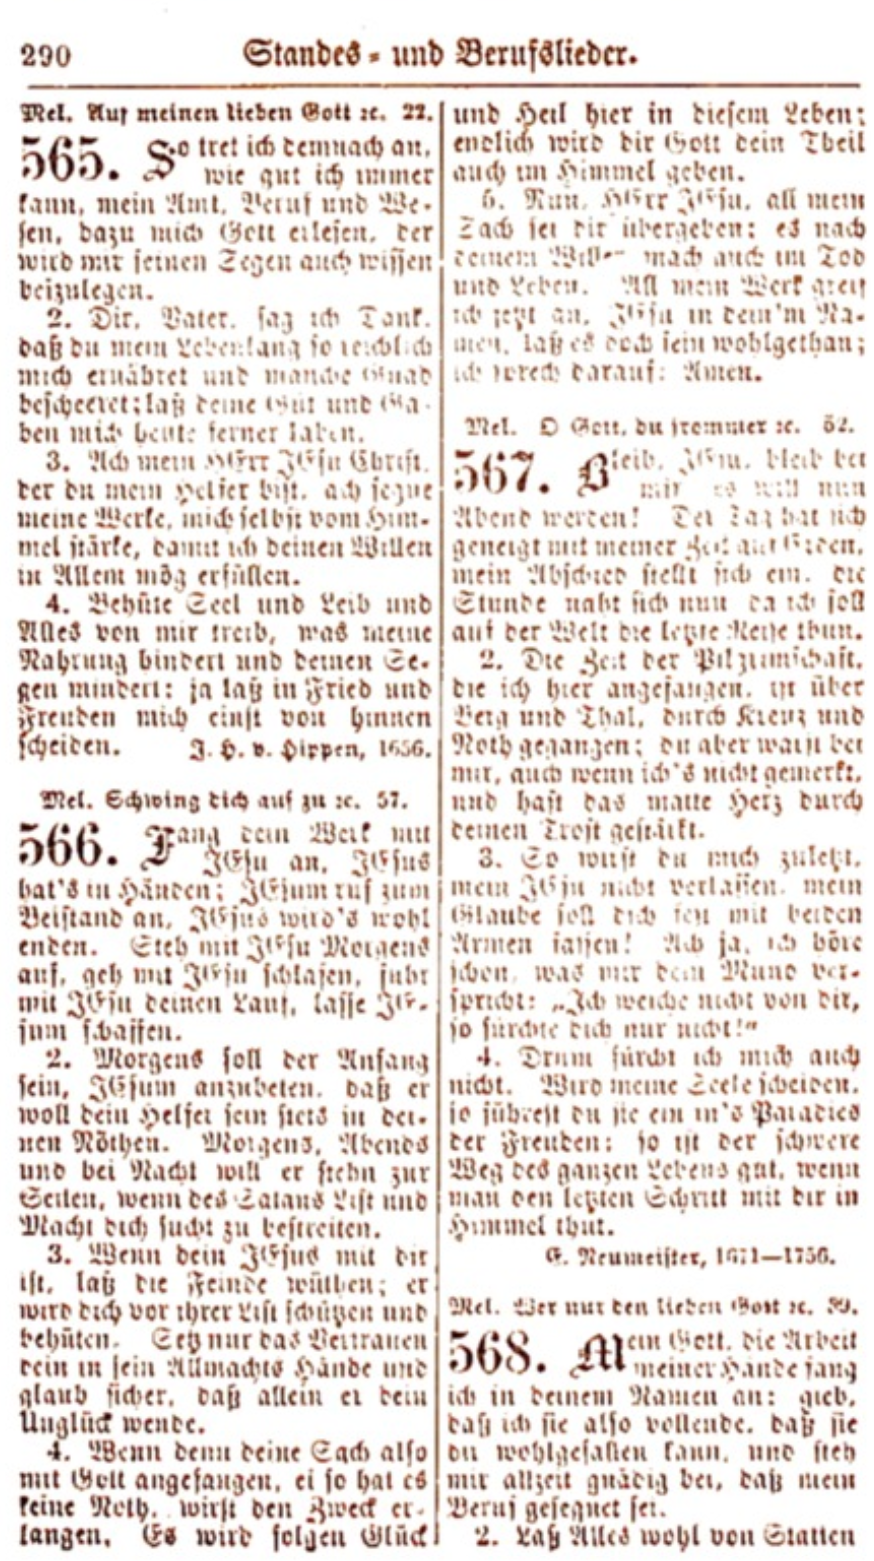 290
Standes- und Berufslieder.
Mel. Auf meinen lieben Gott ꝛc. 22.
565. So tret ich demnach an,
wie gut ich immer
kann, mein Amt, Beruf und We-
sen, dazu mich Gott erlesen, der
wird mir seinen Segen auch wissen
beizulegen.
2. Dir, Vater, sag ich Dank,
daß du mein Lebenlang so reichlich
mich ernähret und manche Gnad
bescheeret; laß deine Güt und Ga-
ben mich heute ferner laben.
3. Ach mein HErr JEsu Christ,
der du mein Helfer bist, ach segne
meine Werke, mich selbst vom Him-
mel stärke, damit ich deinen Willen
in Allem mög erfüllen.
4. Behüte Seel und Leib und
Alles von mir treib, was meine
Nahrung hindert und deinen Se-
gen mindert; ja laß in Fried und
Freuden mich einst von hinnen
scheiden. J. H. v. Hippen, 1656.
Mel. Schwing dich auf zu ꝛc. 57.
566. Fang dein Werk mit
JEsu an, JEsus
hat's in Händen; JEsum ruf zum
Beistand an, JEsus wird's wohl
enden. Steh mit JEsu Morgens
auf, geh mit JEsu schlafen, führ
mit JEsu deinen Lauf, lasse JE-
sum schaffen.
2. Morgens soll der Anfang
sein, JEsum anzubeten, daß er
woll dein Helfer sein stets in dei-
nen Nöthen. Morgens, Abends
und bei Nacht will er stehn zur
Seiten, wenn des Satans List und
Macht dich sucht zu bestreiten.
3. Wenn dein JEsus mit dir
ist, laß die Feinde wüthen; er
wird dich vor ihrer List schützen und
behüten. Setz nur das Vertrauen
dein in sein Allmachts Hände und
glaub sicher, daß allein er dein
Unglück wende.
4. Wenn denn deine Sach also
mit Gott angefangen, ei so hat es
keine Noth, wirst den Zweck er-
langen. Es wird folgen Glück
und Heil hier in diesem Leben;
endlich wird dir Gott dein Theil
auch im Himmel geben.
5. Nun, HErr JEsu, all mein
Sach sei dir übergeben; es nach
deinem Willen mach auch im Tod
und Leben. All mein Werk greif
ich jetzt an, JEsu in dein'm Na-
men, laß es doch sein wohlgethan;
ich sprech darauf: Amen.
Mel. O Gott, du frommer ꝛc. 52.
567. Bleib, JEsu, bleib bei
mir es will nun
Abend werden! Der Tag hat sich
geneigt mit meiner Zeit auf Erden,
mein Abschied stellt sich ein, die
Stunde naht sich nun da ich soll
auf der Welt die letzte Reise thun.
2. Die Zeit der Pilgrimschaft,
die ich hier angefangen, ist über
Berg und Thal, durch Kreuz und
Noth gegangen; du aber warst bei
mir, auch wenn ich's nicht gemerkt,
und hast das matte Herz durch
deinen Trost gestärkt.
3. So wirst du mich zuletzt,
mein JEsu nicht verlassen, mein
Glaube soll dich fest mit beiden
Armen fassen! Ach ja, ich höre
schon, was mir dein Mund ver-
spricht: „Ich weiche nicht von dir,
so fürchte dich nur nicht!"
4. Drum fürcht ich mich auch
nicht. Wird meine Seele scheiden,
so führest du sie ein in's Paradies
der Freuden; so ist der schwere
Weg des ganzen Lebens gut, wenn
man den letzten Schritt mit dir in
Himmel thut.
E. Neumeister, 1671—1756.
Mel. Wer nur den lieben Gott ꝛc. 39.
568. Mein Gott, die Arbeit
meiner Hände fang
ich in deinem Namen an; gieb,
daß ich sie also vollende, daß sie
dir wohlgefallen kann, und steh
mir allzeit gnädig bei, daß mein
Beruf gesegnet sei.
2. Laß Alles wohl von Statten